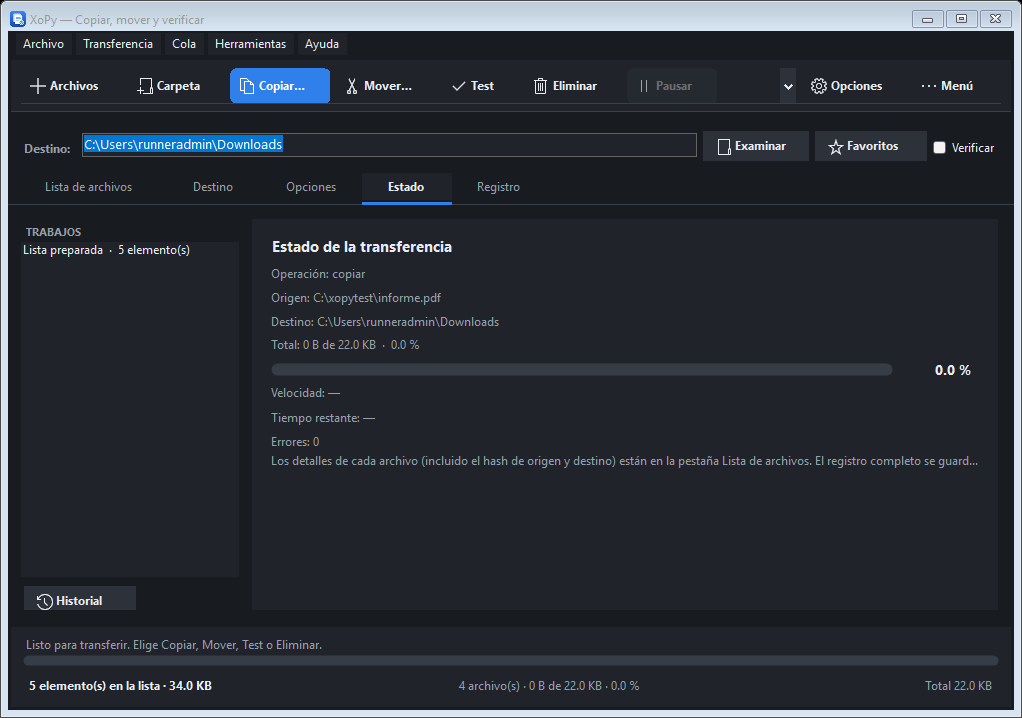 XoPy — Copiar, mover y verificar
Archivo Transferencia Cola Herramientas Ayuda
Archivos Carpeta Copiar... Mover... Test Eliminar Pausar Opciones ··· Menú
Destino: C:\Users\runneradmin\Downloads Examinar Favoritos Verificar
Lista de archivos Destino Opciones Estado Registro
TRABAJOS
Lista preparada · 5 elemento(s)
Historial
Estado de la transferencia
Operación: copiar
Origen: C:\xopytest\informe.pdf
Destino: C:\Users\runneradmin\Downloads
Total: 0 B de 22.0 KB · 0.0 %
0.0 %
Velocidad: —
Tiempo restante: —
Errores: 0
Los detalles de cada archivo (incluido el hash de origen y destino) están en la pestaña Lista de archivos. El registro completo se guard...
Listo para transferir. Elige Copiar, Mover, Test o Eliminar.
5 elemento(s) en la lista · 34.0 KB 4 archivo(s) · 0 B de 22.0 KB · 0.0 % Total 22.0 KB